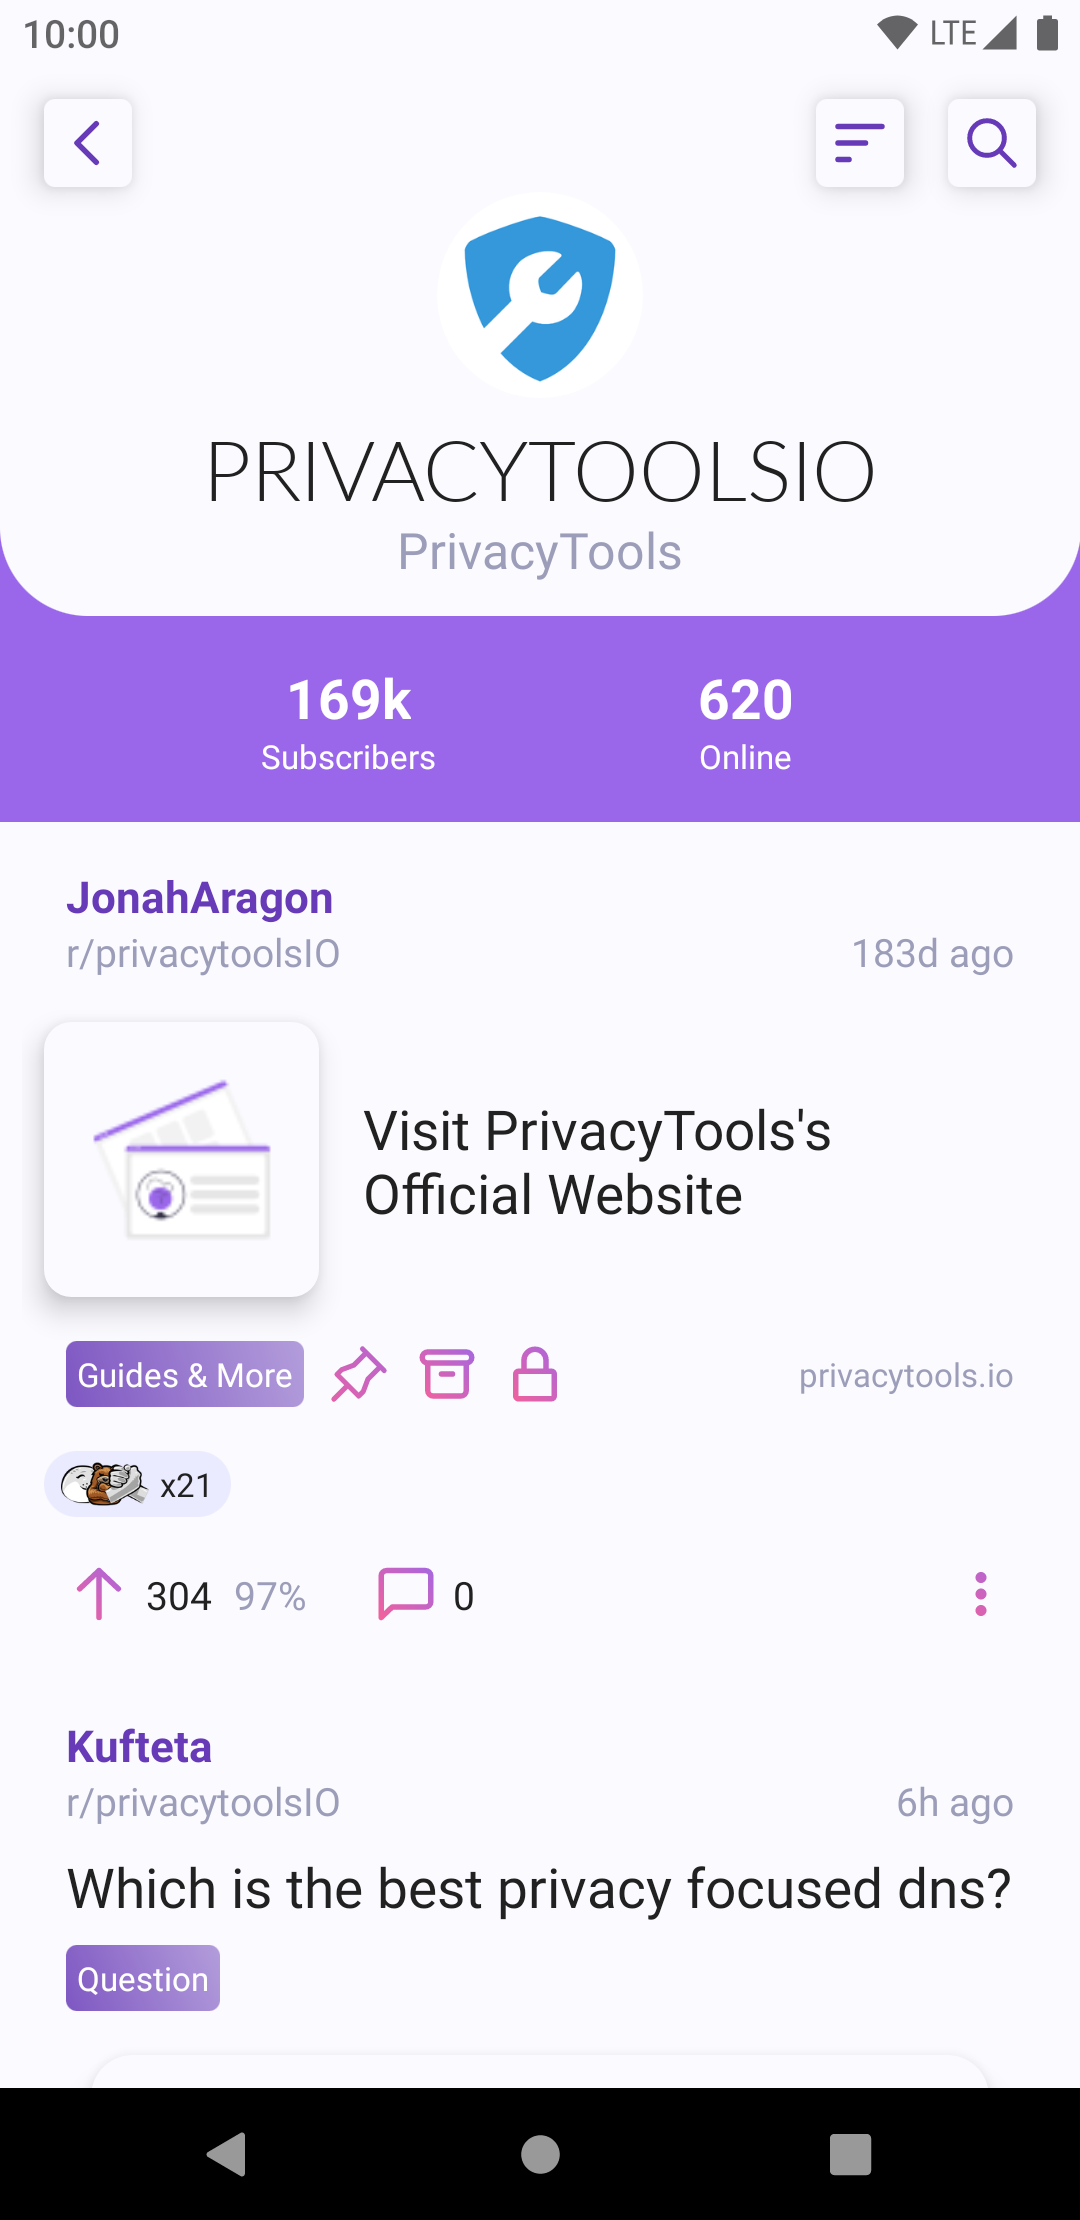 10:00
LTE
PRIVACYTOOLSIO
PrivacyTools
169k
620
Subscribers
Online
JonahAragon
r/privacytoolsIO
183d ago
Visit PrivacyTools's
Official Website
Guides & More
privacytools.io
x21
304 97%
0
Kufteta
r/privacytoolsIO
6h ago
Which is the best privacy focused dns?
Question